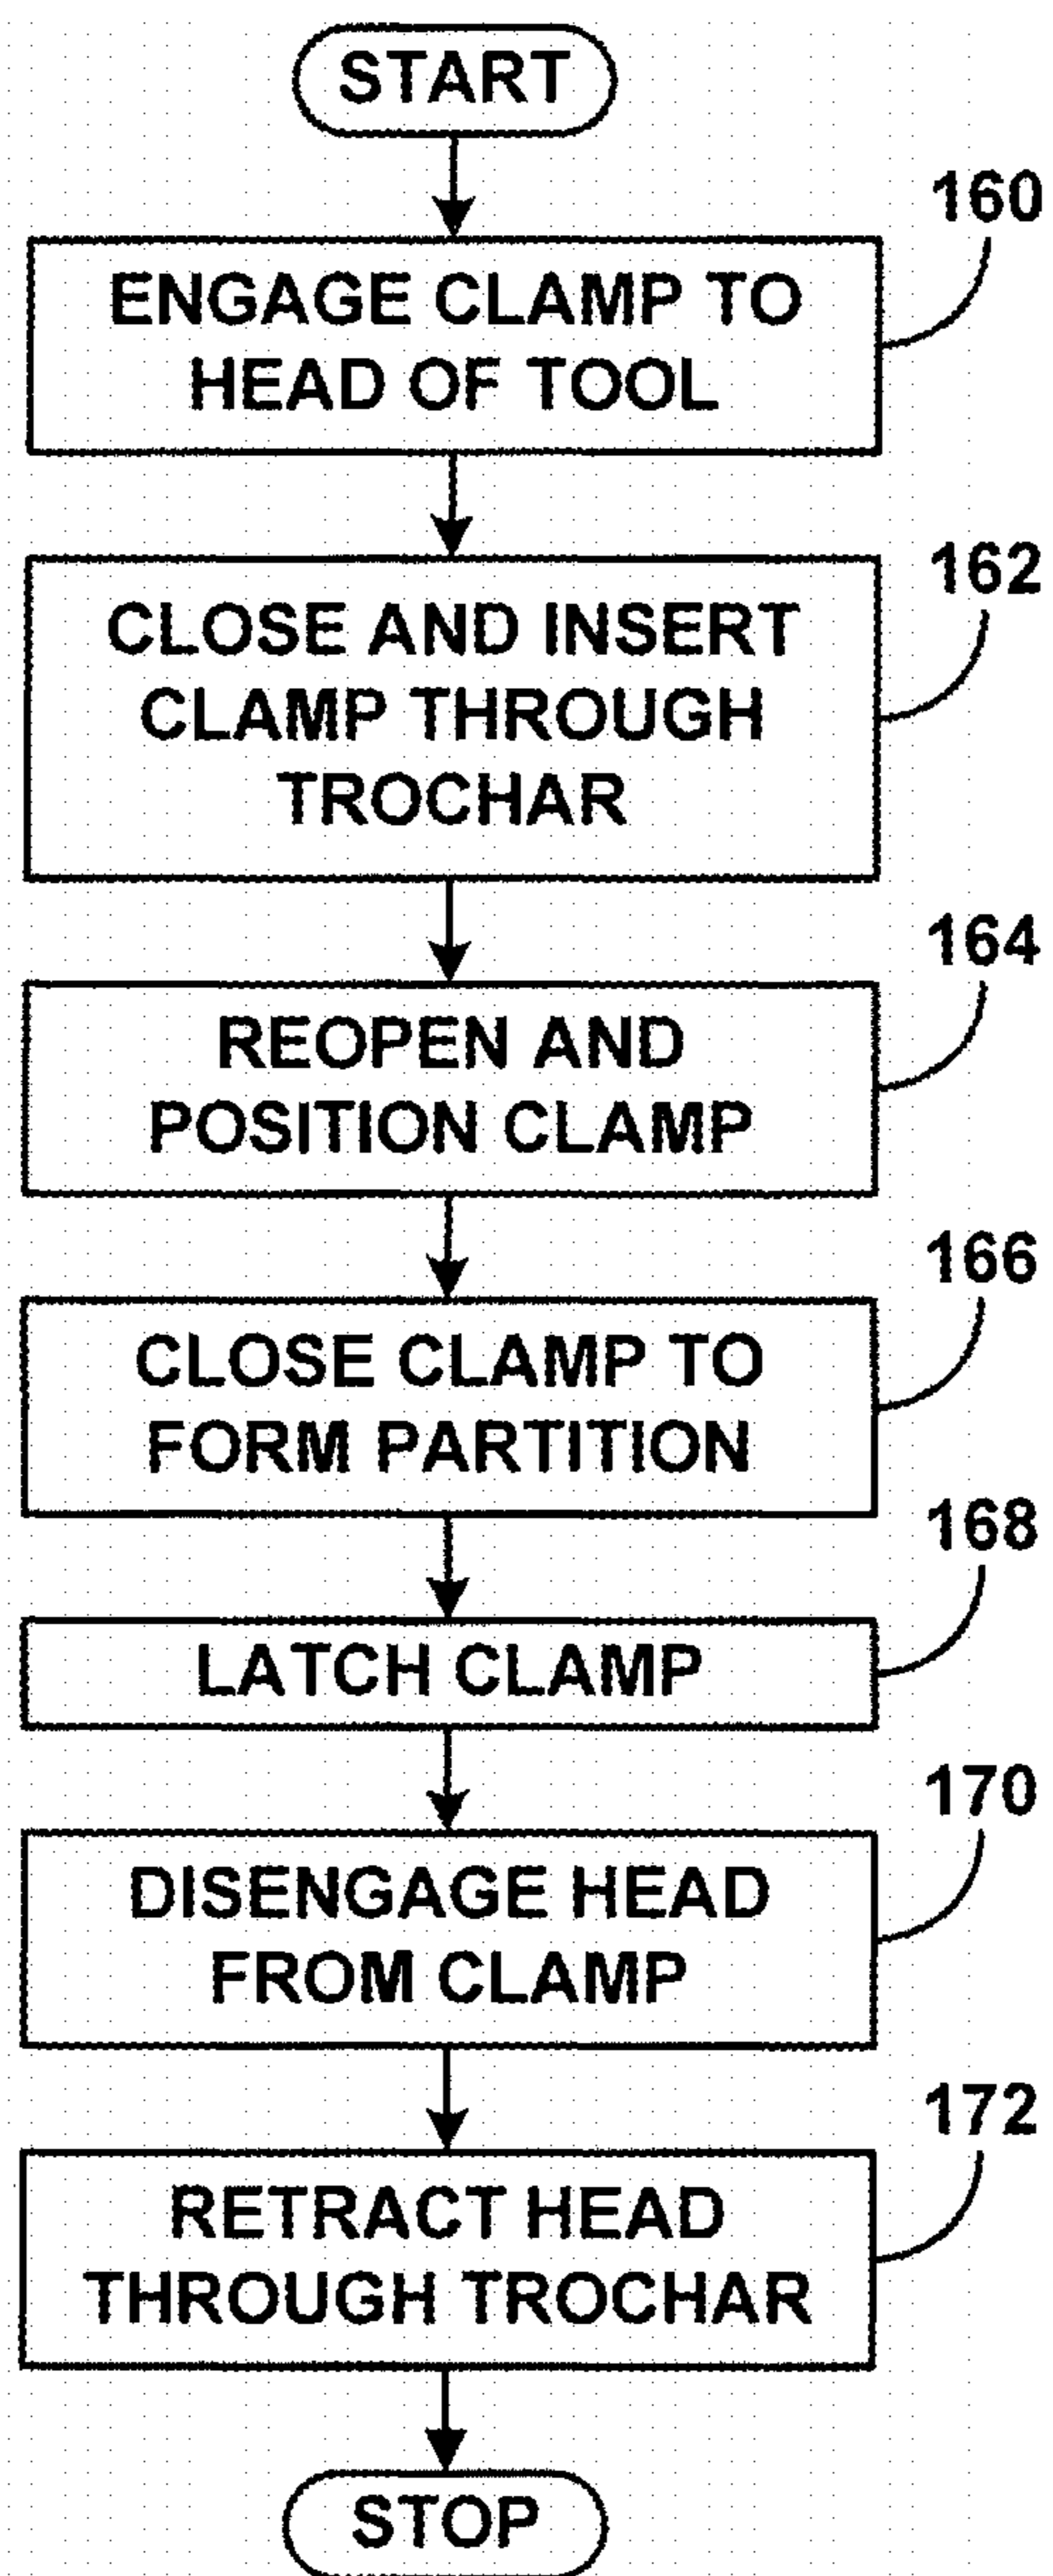 START
160
ENGAGE CLAMP TO
HEAD OF TOOL
162
CLOSE AND INSERT
CLAMP THROUGH
TROCHAR
164
REOPEN AND
POSITION CLAMP
166
CLOSE CLAMP TO
FORM PARTITION
168
LATCH CLAMP
170
DISENGAGE HEAD
FROM CLAMP
172
RETRACT HEAD
THROUGH TROCHAR
STOP